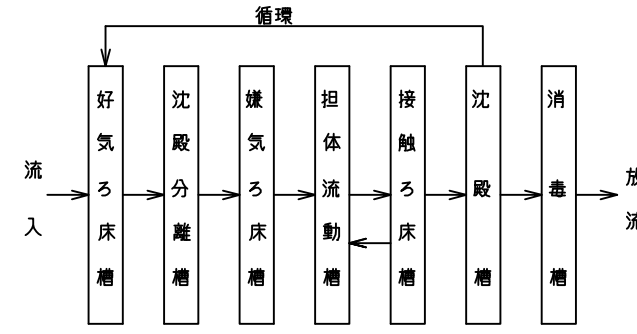 循環
流入
好気ろ床槽
沈殿分離槽
嫌気ろ床槽
担体流動槽
接触ろ床槽
沈殿槽
消毒槽
放流